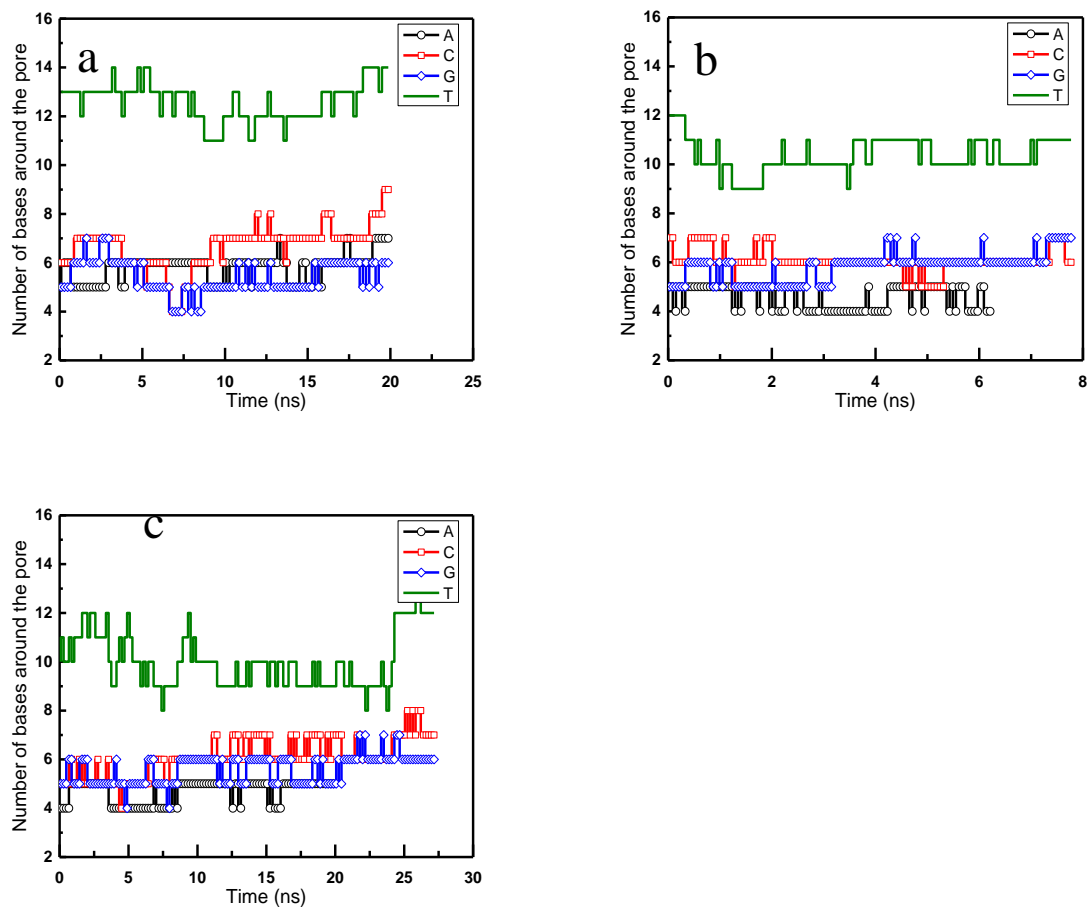 a
16
14
12
10
8
6
4
2
Number of bases around the pore
0 5 10 15 20 25
Time (ns)
A
C
G
T
b
16
14
12
10
8
6
4
2
Number of bases around the pore
0 2 4 6 8
Time (ns)
A
C
G
T
c
16
14
12
10
8
6
4
2
Number of bases around the pore
0 5 10 15 20 25 30
Time (ns)
A
C
G
T